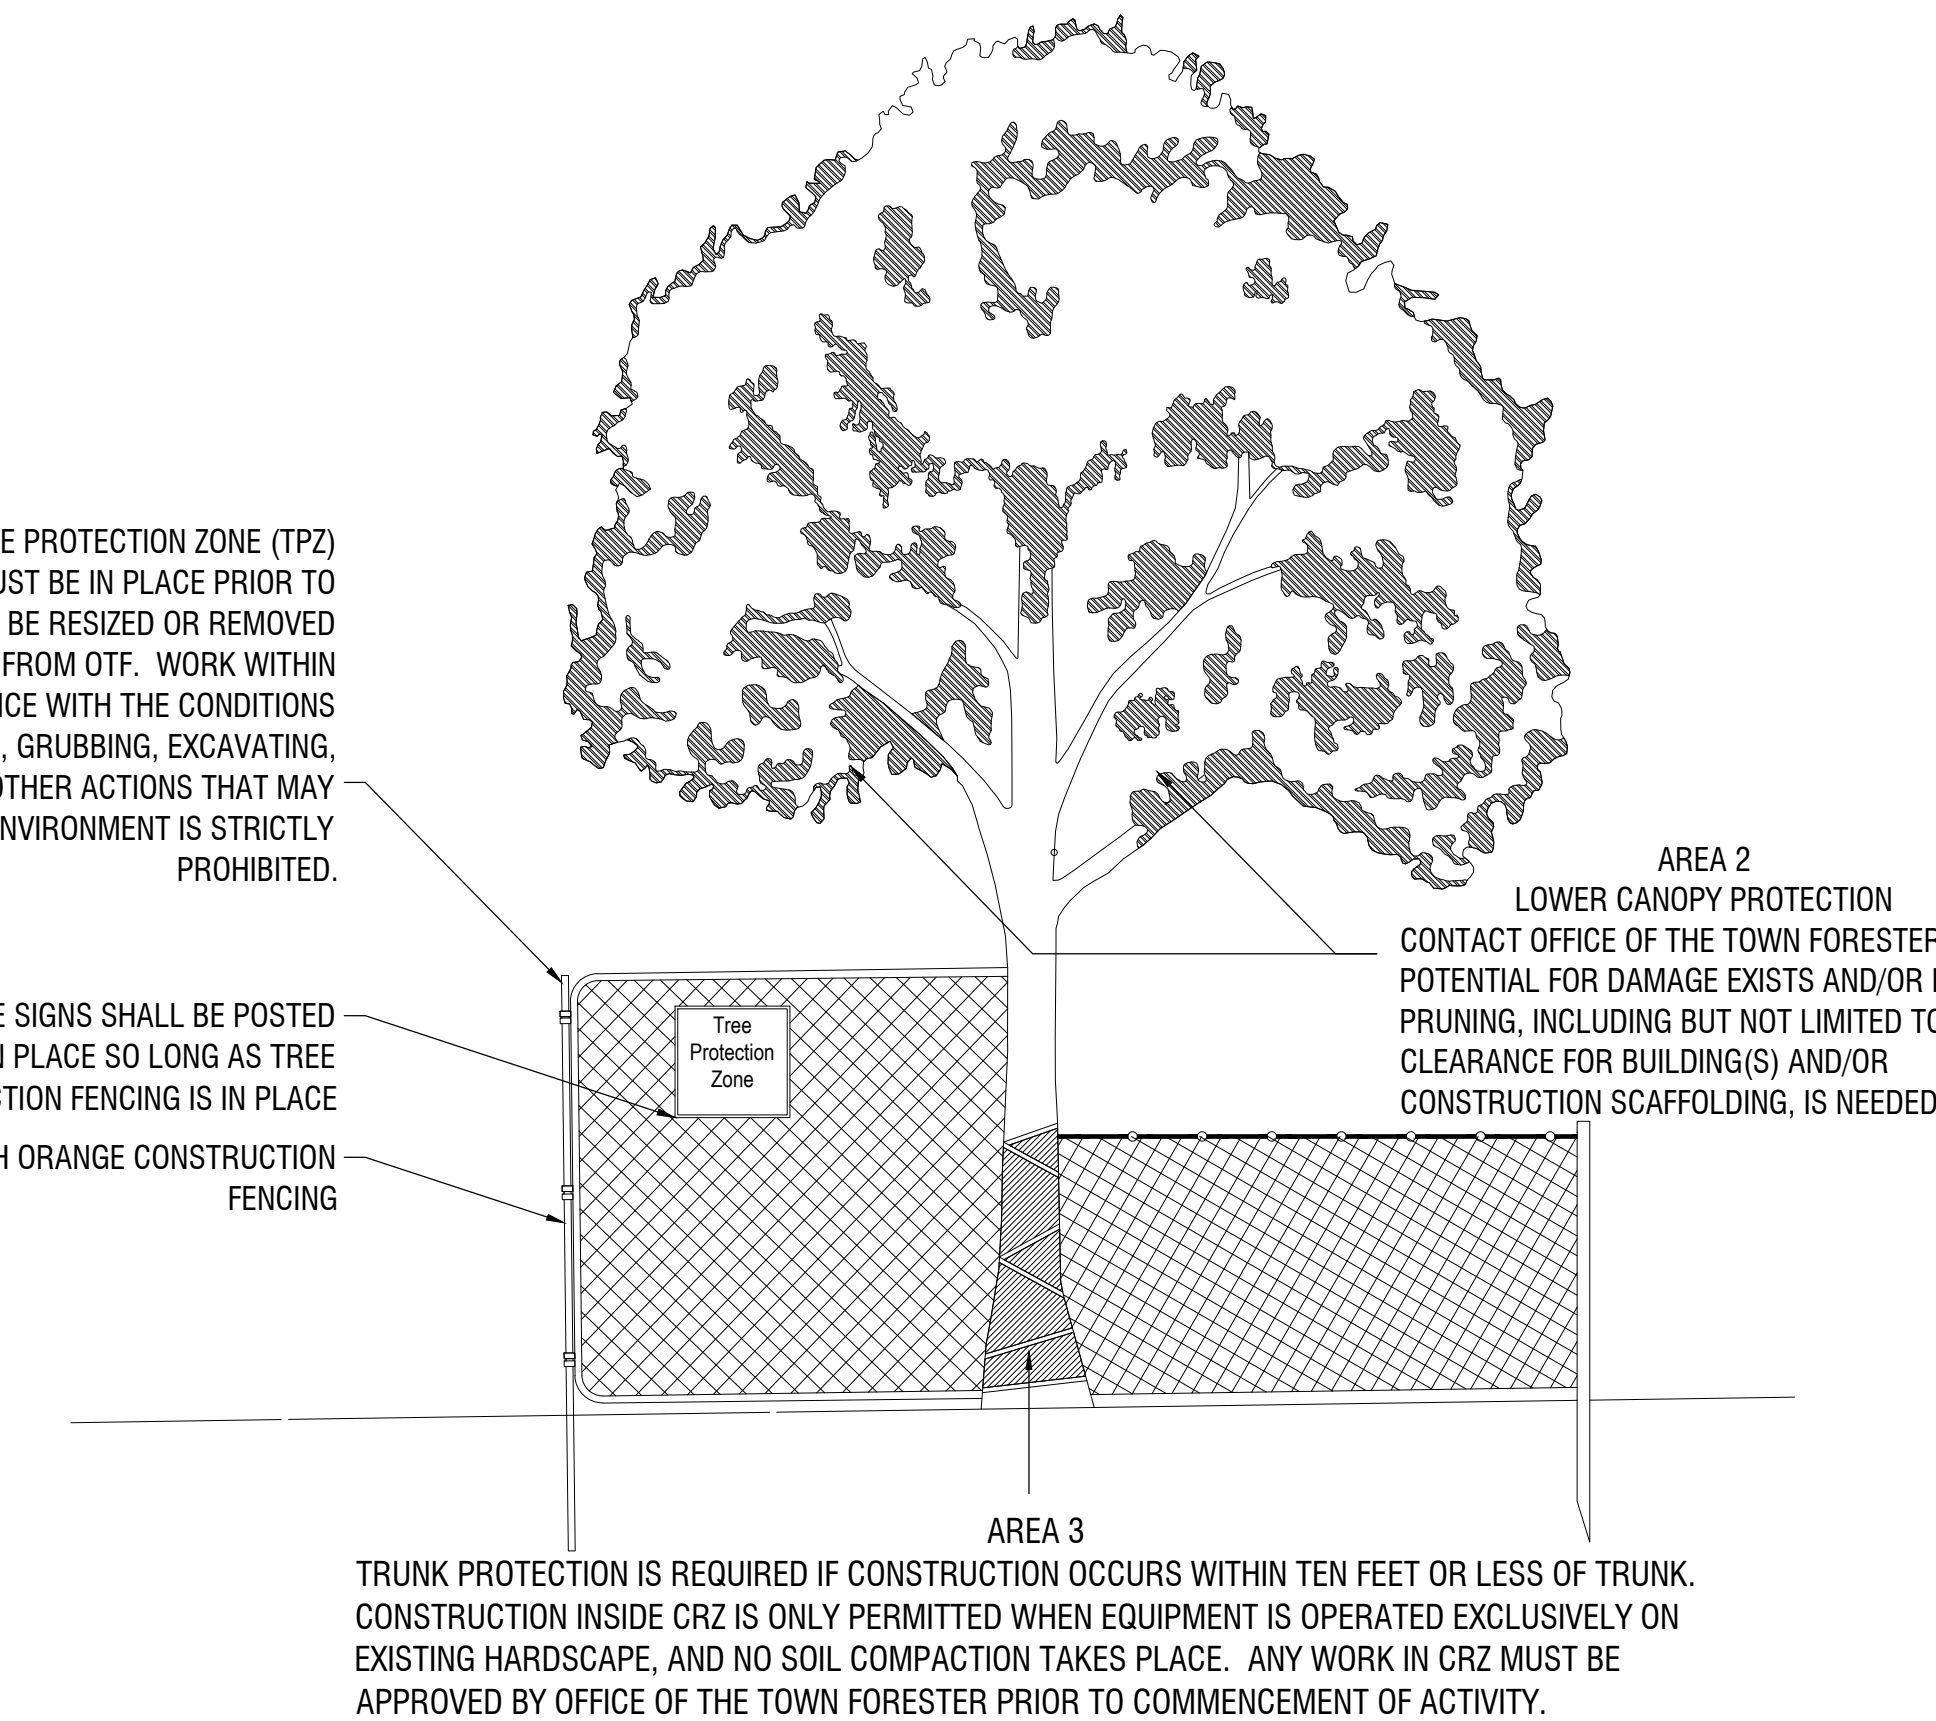 PROTECTION ZONE (TPZ)
BE IN PLACE PRIOR TO
BE RESIZED OR REMOVED
FROM OTF. WORK WITHIN
WITH THE CONDITIONS
, GRUBBING, EXCAVATING,
OTHER ACTIONS THAT MAY
IS STRICTLY
PROHIBITED.
SIGNS SHALL BE POSTED
PLACE SO LONG AS TREE
FENCING IS IN PLACE
ORANGE CONSTRUCTION
FENCING
Tree
Protection
Zone
AREA 2
LOWER CANOPY PROTECTION
CONTACT OFFICE OF THE TOWN FORESTER
POTENTIAL FOR DAMAGE EXISTS AND/OR
PRUNING, INCLUDING BUT NOT LIMITED TO
CLEARANCE FOR BUILDING(S) AND/OR
CONSTRUCTION SCAFFOLDING, IS NEEDED
AREA 3
TRUNK PROTECTION IS REQUIRED IF CONSTRUCTION OCCURS WITHIN TEN FEET OR LESS OF TRUNK.
CONSTRUCTION INSIDE CRZ IS ONLY PERMITTED WHEN EQUIPMENT IS OPERATED EXCLUSIVELY ON
EXISTING HARDSCAPE, AND NO SOIL COMPACTION TAKES PLACE. ANY WORK IN CRZ MUST BE
APPROVED BY OFFICE OF THE TOWN FORESTER PRIOR TO COMMENCEMENT OF ACTIVITY.